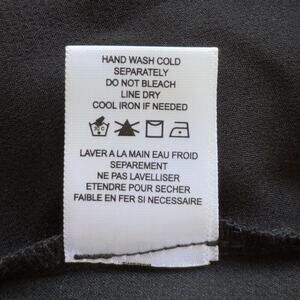 HAND WASH COLD
SEPARATELY
DO NOT BLEACH
LINE DRY
COOL IRON IF NEEDED
LAVER A LA MAIN EAU FROID
SEPAREMENT
NE PAS LAVELLISER
ETENDRE POUR SECHER
FAIBLE EN FER SI NECESSAIRE